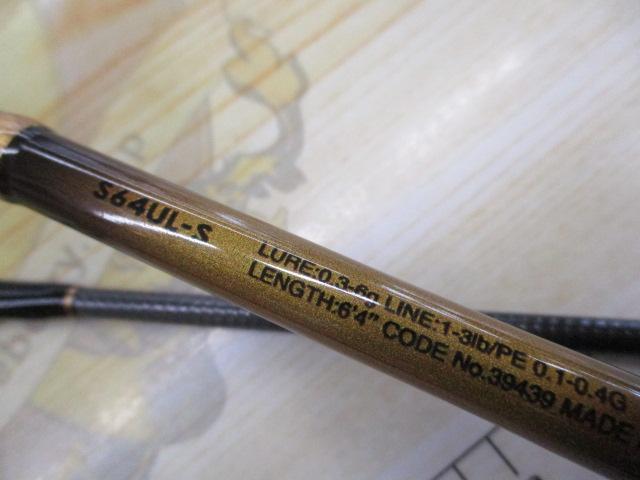 S64UL-S
LURE:0.3-6g LINE:1-3lb/PE 0.1-0.4G
LENGTH:6'4" CODE No.39439 MADE